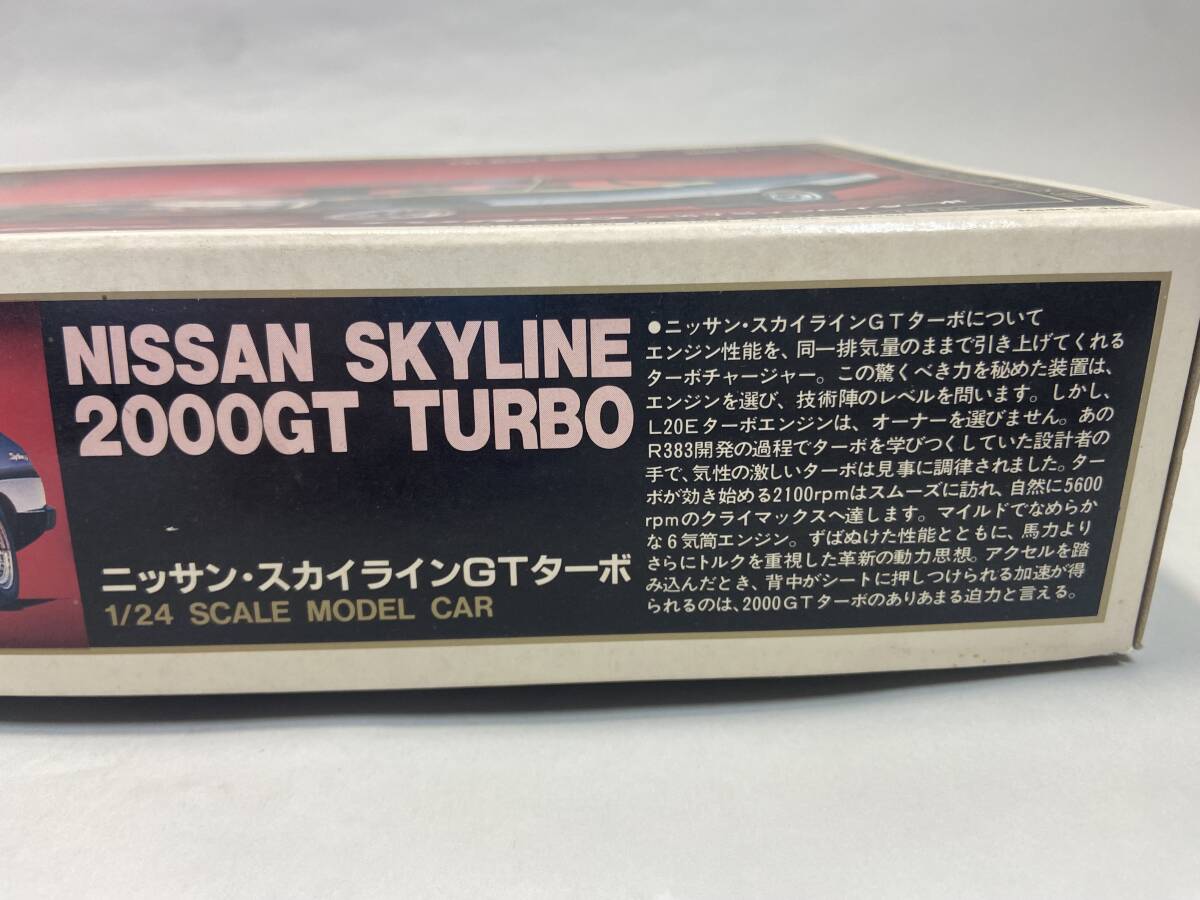 NISSAN SKYLINE
2000GT TURBO
ニッサン・スカイラインGTターボ
1/24 SCALE MODEL CAR
●ニッサン・スカイラインGTターボについて
エンジン性能を、同一排気量のままで引き上げてくれる
ターボチャージャー。この驚くべき力を秘めた装置は、
エンジンを選び、技術陣のレベルを問います。しかし、
L20Eターボエンジンは、オーナーを選びません。あの
R383開発の過程でターボを学びつくしていた設計者の
手で、気性の激しいターボは見事に調律されました。ター
ボが効き始める2100rpmはスムーズに訪れ、自然に5600
rpmのクライマックスへ達します。マイルドでなめらか
な6気筒エンジン。ずばぬけた性能とともに、馬力より
さらにトルクを重視した革新の動力思想。アクセルを踏
み込んだとき、背中がシートに押しつけられる加速が得
られるのは、2000GTターボのありあまる迫力と言える。